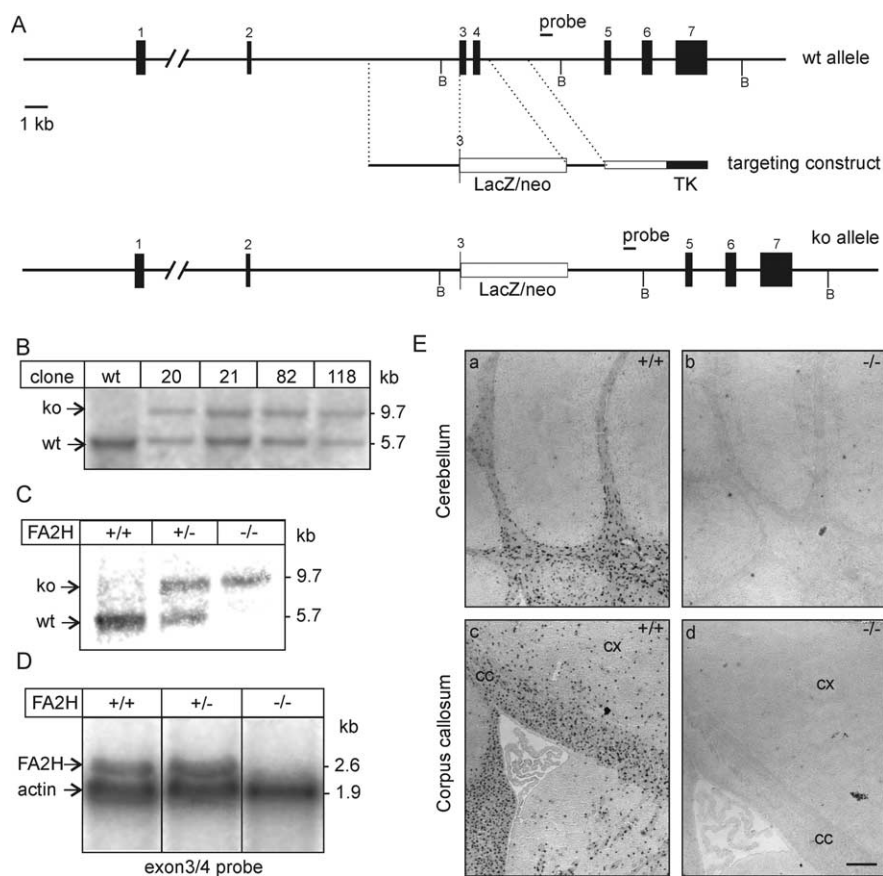 A
1 2 3 4 probe 5 6 7
wt allele
B B B
1 kb
3
LacZ/neo TK targeting construct
1 2 3 probe 5 6 7 ko allele
B LacZ/neo B B
B
clone wt 20 21 82 118 kb
ko 9.7
wt 5.7
C
FA2H +/+ +/- -/- kb
ko 9.7
wt 5.7
D
FA2H +/+ +/- -/- kb
FA2H 2.6
actin 1.9
exon3/4 probe
E
a +/+ b -/-
Cerebellum
c +/+ d -/-
cx cx
cc cc
Corpus callosum